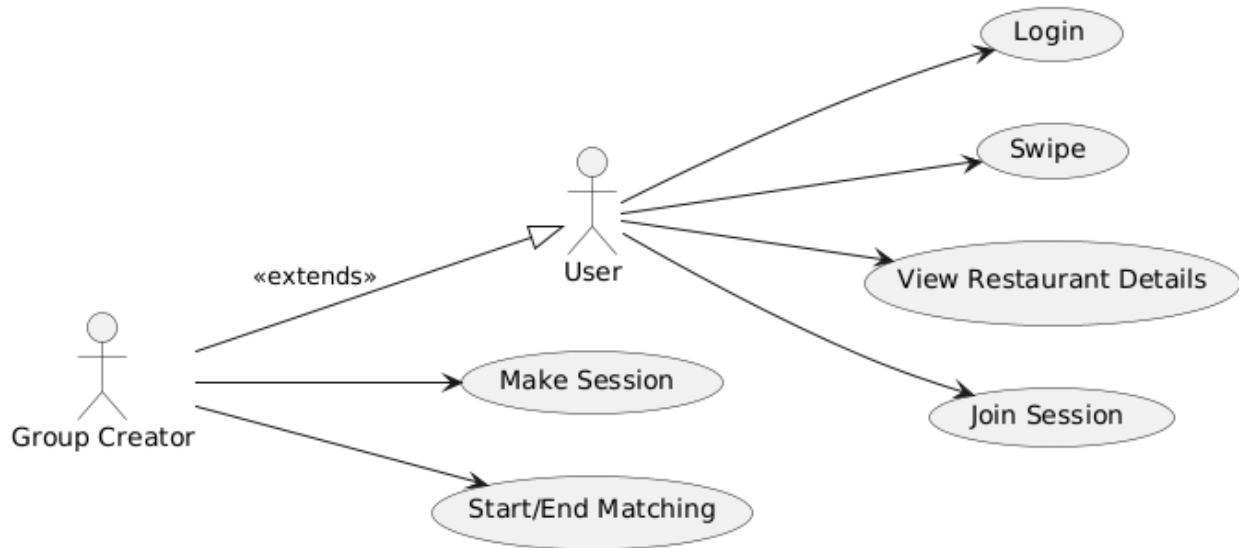 Login
Swipe
User
View Restaurant Details
«extends»
Make Session
Join Session
Group Creator
Start/End Matching